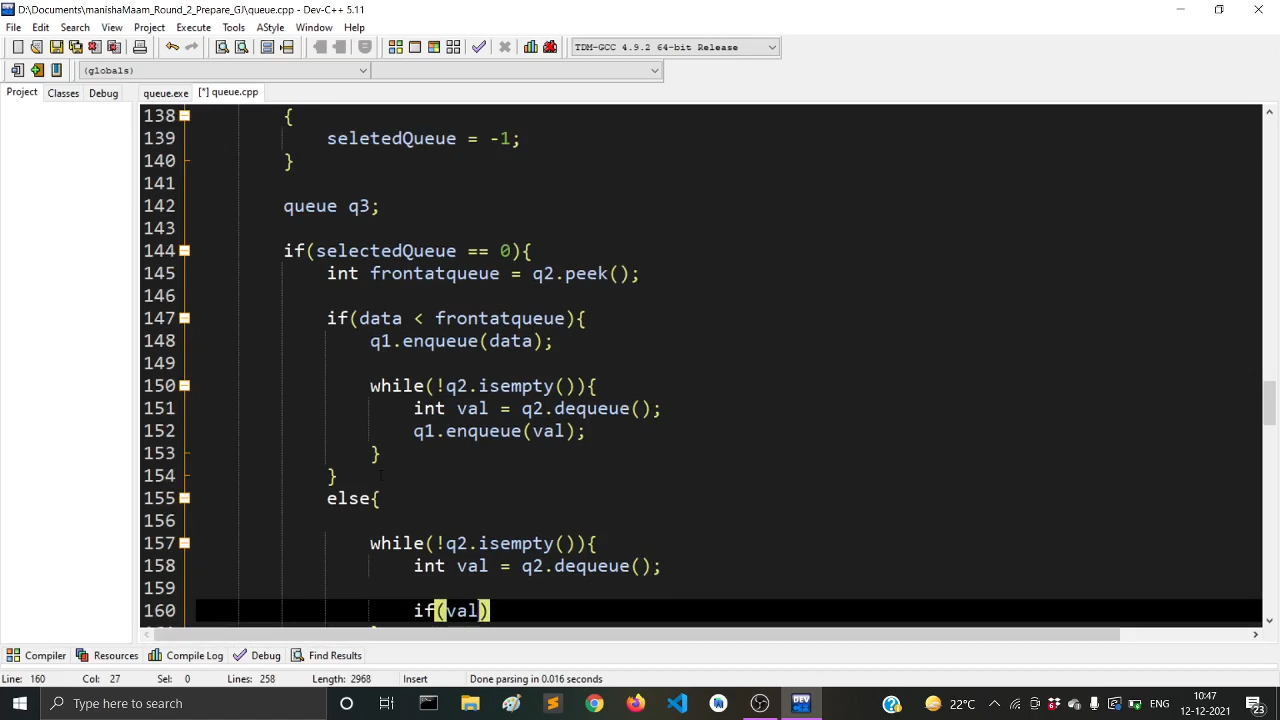 D:\Documents\manishaMaam_Round_2_Prepare_GJ\queue.cpp - Dev-C++ 5.11
File Edit Search View Project Execute Tools AStyle Window Help
TDM-GCC 4.9.2 64-bit Release
(globals)
Project Classes Debug queue.exe [*] queue.cpp
138 {
139 seletedQueue = -1;
140 }
141
142 queue q3;
143
144 if(selectedQueue == 0){
145 int frontatqueue = q2.peek();
146
147 if(data < frontatqueue){
148 q1.enqueue(data);
149
150 while(!q2.isempty()){
151 int val = q2.dequeue();
152 q1.enqueue(val);
153 }
154 }
155 else{
156
157 while(!q2.isempty()){
158 int val = q2.dequeue();
159
160 if(val)
Compiler Resources Compile Log Debug Find Results
Line: 160 Col: 27 Sel: 0 Lines: 258 Length: 2968 Insert Done parsing in 0.016 seconds
Type here to search
22°C ENG 10:47
12-12-2021
23